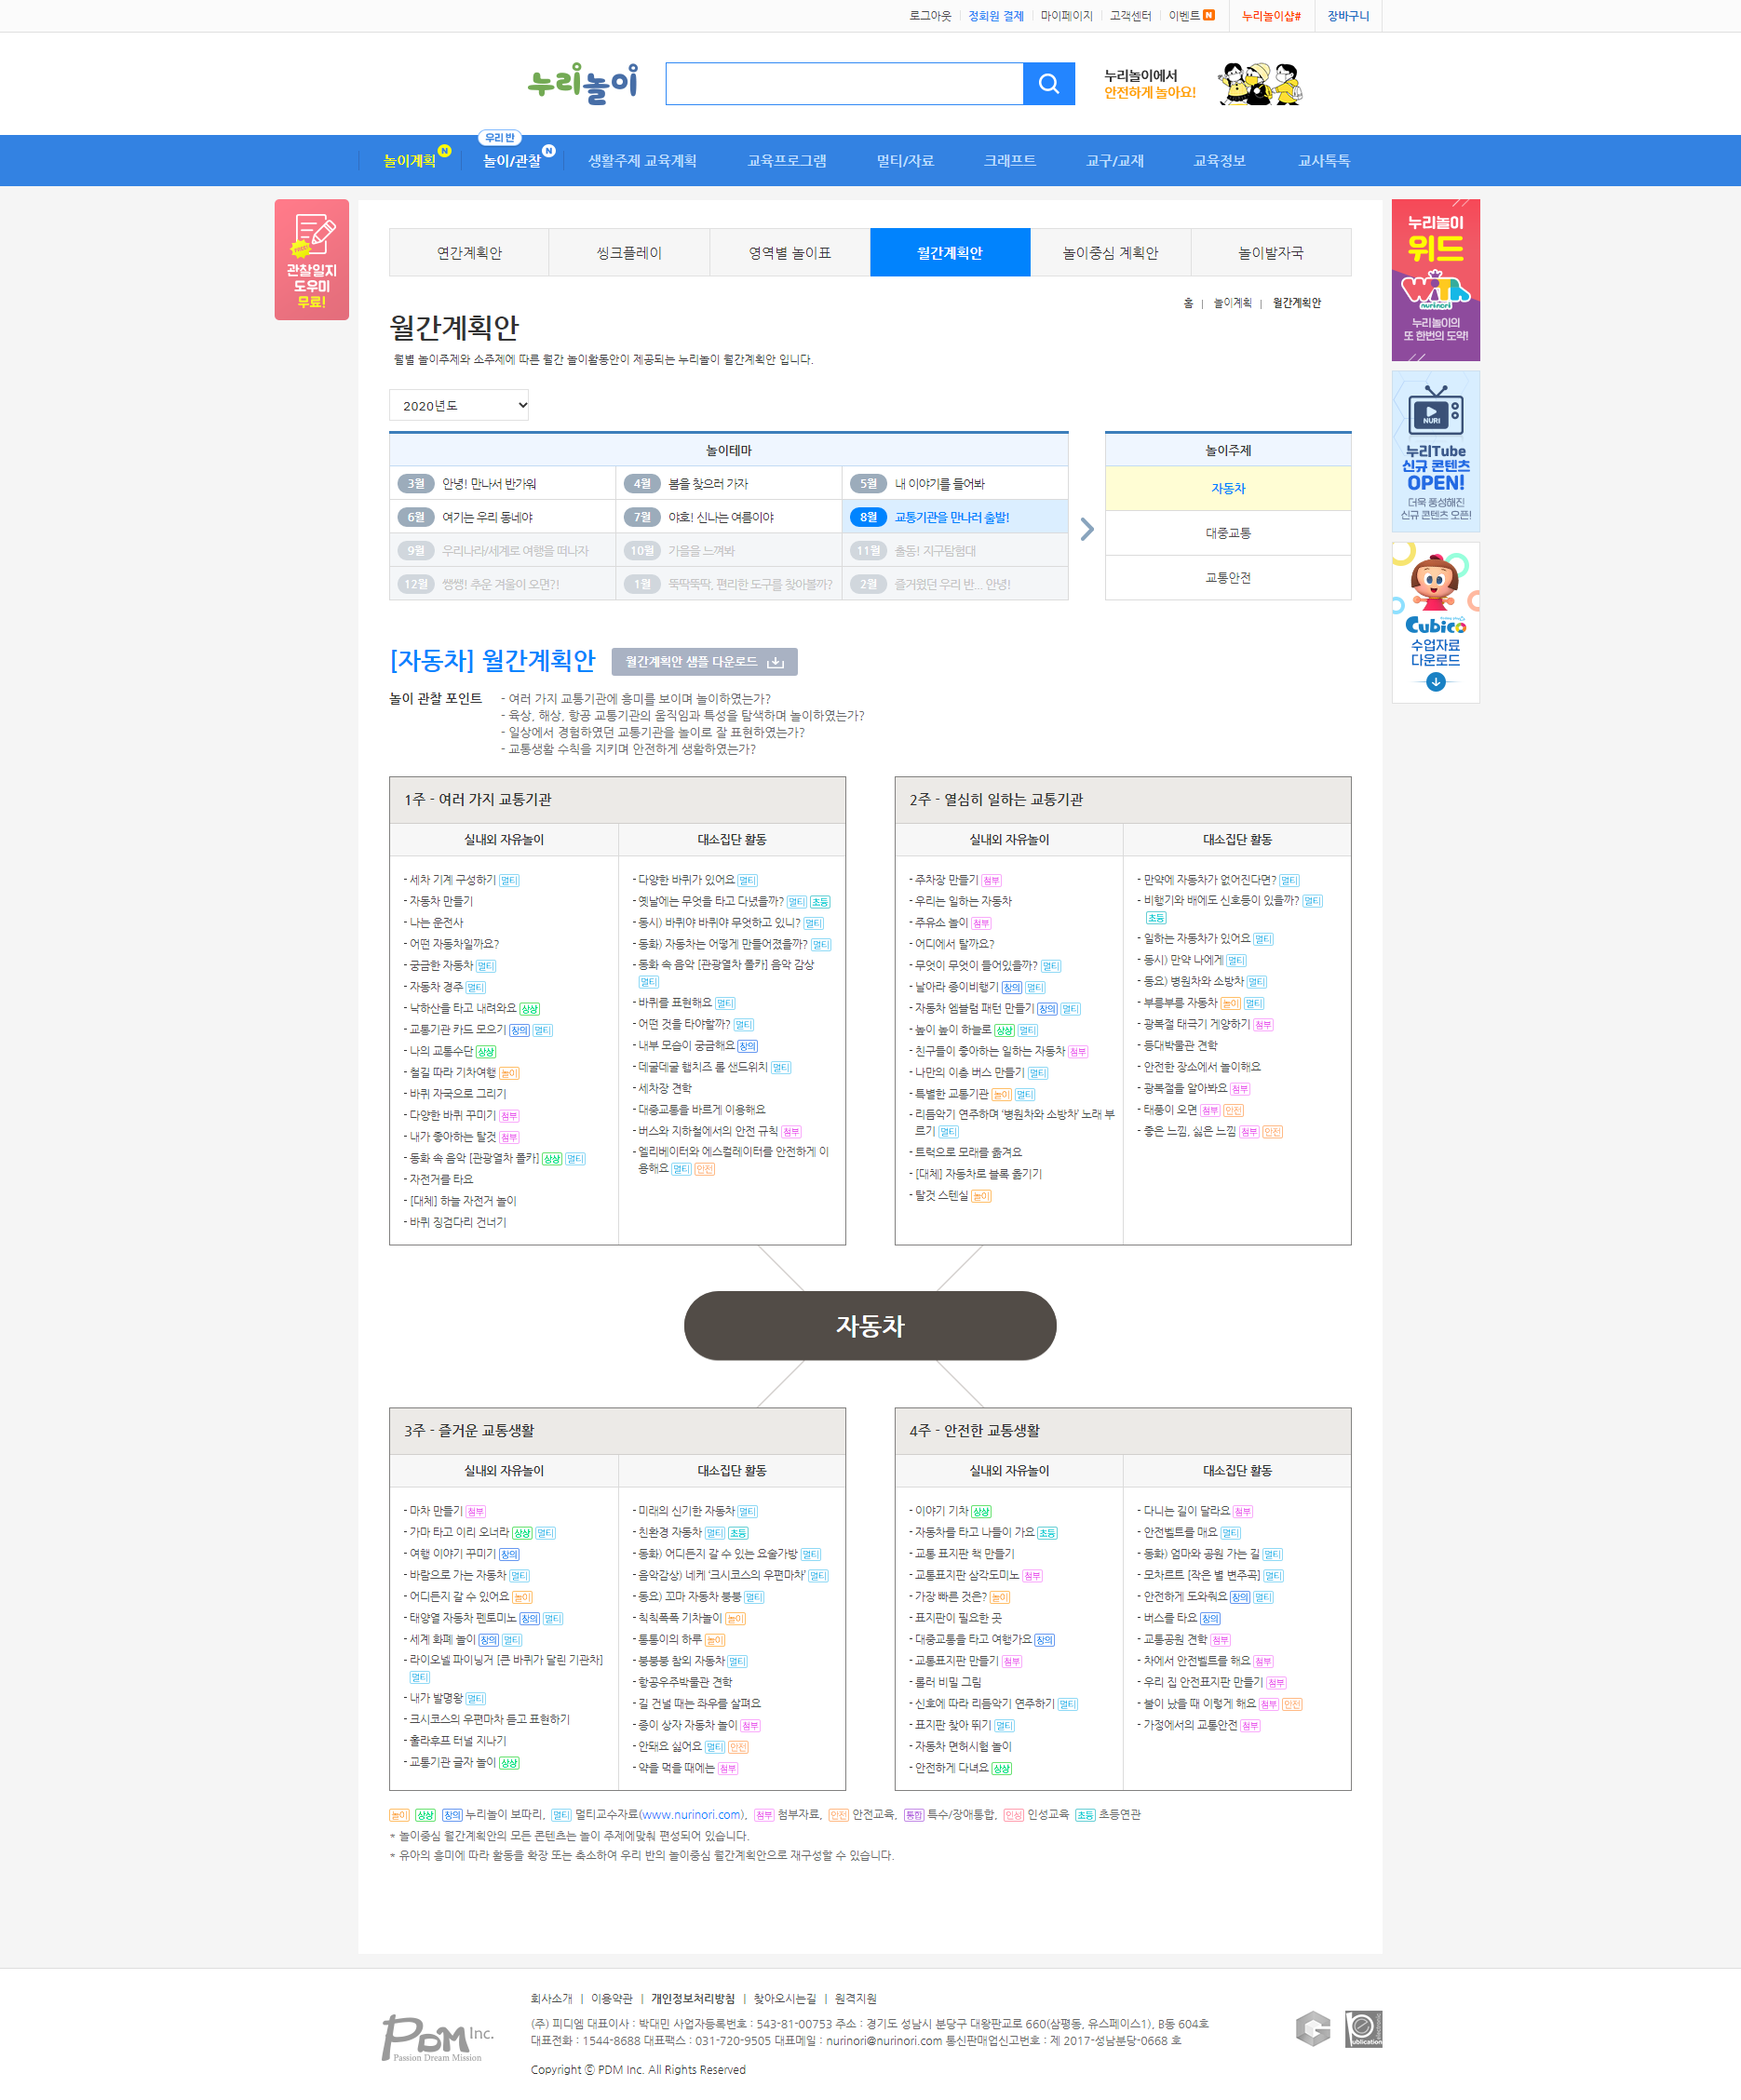 로그아웃 정회원 결제 마이페이지 고객센터 이벤트 N 누리놀이샵# 장바구니
누리놀이
누리놀이에서
안전하게 놀아요!
우리 반
놀이계획 N 놀이/관찰 N 생활주제 교육계획 교육프로그램 멀티/자료 크래프트 교구/교재 교육정보 교사톡톡
관찰일지
도우미
무료!
누리놀이
위드
With
nurinori
누리놀이의
또 한번의 도약!
NURI
누리Tube
신규 콘텐츠
OPEN!
더욱 풍성해진
신규 콘텐츠 오픈!
Cubico
수업자료
다운로드
연간계획안 씽크플레이 영역별 놀이표 월간계획안 놀이중심 계획안 놀이발자국
홈 | 놀이계획 | 월간계획안
월간계획안
월별 놀이주제와 소주제에 따른 월간 놀이활동안이 제공되는 누리놀이 월간계획안 입니다.
2020년도
놀이테마
3월 안녕! 만나서 반가워 4월 봄을 찾으러 가자 5월 내 이야기를 들어봐
6월 여기는 우리 동네야 7월 야호! 신나는 여름이야 8월 교통기관을 만나러 출발!
9월 우리나라/세계로 여행을 떠나자 10월 가을을 느껴봐 11월 출동! 지구탐험대
12월 쌩쌩! 추운 겨울이 오면?! 1월 뚝딱뚝딱, 편리한 도구를 찾아볼까? 2월 즐거웠던 우리 반... 안녕!
놀이주제
자동차
대중교통
교통안전
[자동차] 월간계획안 월간계획안 샘플 다운로드
놀이 관찰 포인트
- 여러 가지 교통기관에 흥미를 보이며 놀이하였는가?
- 육상, 해상, 항공 교통기관의 움직임과 특성을 탐색하며 놀이하였는가?
- 일상에서 경험하였던 교통기관을 놀이로 잘 표현하였는가?
- 교통생활 수칙을 지키며 안전하게 생활하였는가?
1주 - 여러 가지 교통기관
실내외 자유놀이
- 세차 기계 구성하기 멀티
- 자동차 만들기
- 나는 운전사
- 어떤 자동차일까요?
- 궁금한 자동차 멀티
- 자동차 경주 멀티
- 낙하산을 타고 내려와요 상상
- 교통기관 카드 모으기 창의 멀티
- 나의 교통수단 상상
- 철길 따라 기차여행 놀이
- 바퀴 자국으로 그리기
- 다양한 바퀴 꾸미기 첨부
- 내가 좋아하는 탈것 첨부
- 동화 속 음악 [관광열차 폴카] 상상 멀티
- 자전거를 타요
- [대체] 하늘 자전거 놀이
- 바퀴 징검다리 건너기
대소집단 활동
- 다양한 바퀴가 있어요 멀티
- 옛날에는 무엇을 타고 다녔을까? 멀티 초등
- 동시) 바퀴야 바퀴야 무엇하고 있니? 멀티
- 동화) 자동차는 어떻게 만들어졌을까? 멀티
- 동화 속 음악 [관광열차 폴카] 음악 감상
멀티
- 바퀴를 표현해요 멀티
- 어떤 것을 타야할까? 멀티
- 내부 모습이 궁금해요 창의
- 데굴데굴 햄치즈 롤 샌드위치 멀티
- 세차장 견학
- 대중교통을 바르게 이용해요
- 버스와 지하철에서의 안전 규칙 첨부
- 엘리베이터와 에스컬레이터를 안전하게 이
용해요 멀티 안전
2주 - 열심히 일하는 교통기관
실내외 자유놀이
- 주차장 만들기 첨부
- 우리는 일하는 자동차
- 주유소 놀이 첨부
- 어디에서 탈까요?
- 무엇이 무엇이 들어있을까? 멀티
- 날아라 종이비행기 창의 멀티
- 자동차 엠블럼 패턴 만들기 창의 멀티
- 높이 높이 하늘로 상상 멀티
- 친구들이 좋아하는 일하는 자동차 첨부
- 나만의 이층 버스 만들기 멀티
- 특별한 교통기관 놀이 멀티
- 리듬악기 연주하며 '병원차와 소방차' 노래 부
르기 멀티
- 트럭으로 모래를 옮겨요
- [대체] 자동차로 블록 옮기기
- 탈것 스텐실 놀이
대소집단 활동
- 만약에 자동차가 없어진다면? 멀티
- 비행기와 배에도 신호등이 있을까? 멀티
초등
- 일하는 자동차가 있어요 멀티
- 동시) 만약 나에게 멀티
- 동요) 병원차와 소방차 멀티
- 부릉부릉 자동차 놀이 멀티
- 광복절 태극기 게양하기 첨부
- 등대박물관 견학
- 안전한 장소에서 놀이해요
- 광복절을 알아봐요 첨부
- 태풍이 오면 첨부 안전
- 좋은 느낌, 싫은 느낌 첨부 안전
자동차
3주 - 즐거운 교통생활
실내외 자유놀이
- 마차 만들기 첨부
- 가마 타고 이리 오너라 상상 멀티
- 여행 이야기 꾸미기 창의
- 바람으로 가는 자동차 멀티
- 어디든지 갈 수 있어요 놀이
- 태양열 자동차 펜토미노 창의 멀티
- 세계 화폐 놀이 창의 멀티
- 라이오넬 파이닝거 [큰 바퀴가 달린 기관차]
멀티
- 내가 발명왕 멀티
- 크시코스의 우편마차 듣고 표현하기
- 훌라후프 터널 지나기
- 교통기관 글자 놀이 상상
대소집단 활동
- 미래의 신기한 자동차 멀티
- 친환경 자동차 멀티 초등
- 동화) 어디든지 갈 수 있는 요술가방 멀티
- 음악감상) 네케 '크시코스의 우편마차' 멀티
- 동요) 꼬마 자동차 붕붕 멀티
- 칙칙폭폭 기차놀이 놀이
- 통통이의 하루 놀이
- 붕붕붕 참외 자동차 멀티
- 항공우주박물관 견학
- 길 건널 때는 좌우를 살펴요
- 종이 상자 자동차 놀이 첨부
- 안돼요 싫어요 멀티 안전
- 약을 먹을 때에는 첨부
4주 - 안전한 교통생활
실내외 자유놀이
- 이야기 기차 상상
- 자동차를 타고 나들이 가요 초등
- 교통 표지판 책 만들기
- 교통표지판 삼각도미노 첨부
- 가장 빠른 것은? 놀이
- 표지판이 필요한 곳
- 대중교통을 타고 여행가요 창의
- 교통표지판 만들기 첨부
- 롤러 비밀 그림
- 신호에 따라 리듬악기 연주하기 멀티
- 표지판 찾아 뛰기 멀티
- 자동차 면허시험 놀이
- 안전하게 다녀요 상상
대소집단 활동
- 다니는 길이 달라요 첨부
- 안전벨트를 매요 멀티
- 동화) 엄마와 공원 가는 길 멀티
- 모차르트 [작은 별 변주곡] 멀티
- 안전하게 도와줘요 창의 멀티
- 버스를 타요 창의
- 교통공원 견학 첨부
- 차에서 안전벨트를 해요 첨부
- 우리 집 안전표지판 만들기 첨부
- 불이 났을 때 이렇게 해요 첨부 안전
- 가정에서의 교통안전 첨부
놀이 상상 창의 누리놀이 보따리, 멀티 멀티교수자료(www.nurinori.com), 첨부 첨부자료, 안전 안전교육, 통합 특수/장애통합, 인성 인성교육 초등 초등연관
* 놀이중심 월간계획안의 모든 콘텐츠는 놀이 주제에맞춰 편성되어 있습니다.
* 유아의 흥미에 따라 활동을 확장 또는 축소하여 우리 반의 놀이중심 월간계획안으로 재구성할 수 있습니다.
회사소개 | 이용약관 | 개인정보처리방침 | 찾아오시는길 | 원격지원
PDM Inc.
Passion Dream Mission
(주) 피디엠 대표이사 : 박대민 사업자등록번호 : 543-81-00753 주소 : 경기도 성남시 분당구 대왕판교로 660(삼평동, 유스페이스1), B동 604호
대표전화 : 1544-8688 대표팩스 : 031-720-9505 대표메일 : nurinori@nurinori.com 통신판매업신고번호 : 제 2017-성남분당-0668 호
Copyright ⓒ PDM Inc. All Rights Reserved